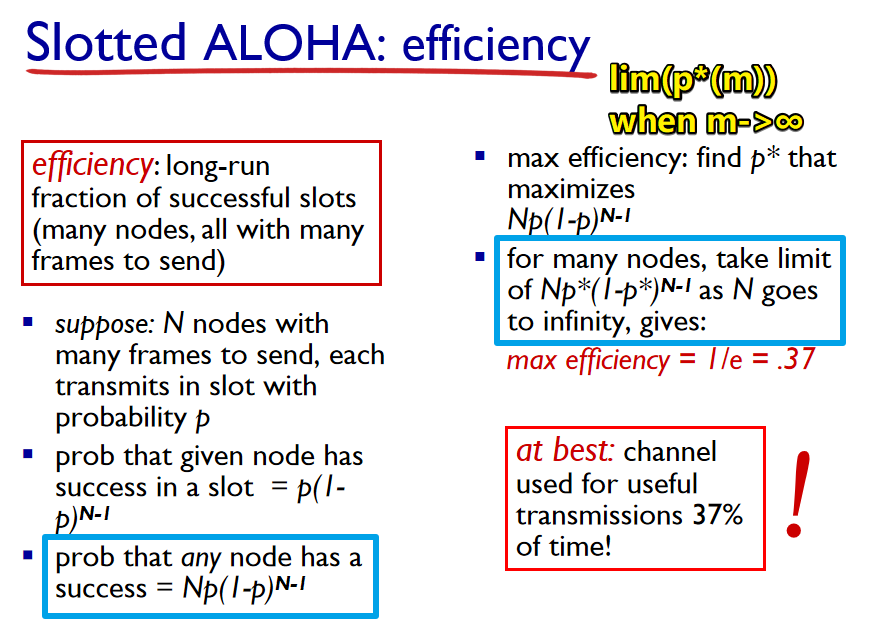 Slotted ALOHA: efficiency
efficiency: long-run
fraction of successful slots
(many nodes, all with many
frames to send)
▪ suppose: N nodes with
many frames to send, each
transmits in slot with
probability p
▪ prob that given node has
success in a slot = p(1-
p)ᴺ⁻¹
▪ prob that any node has a
success = Np(1-p)ᴺ⁻¹
lim(p*(m))
when m->∞
▪ max efficiency: find p* that
maximizes
Np(1-p)ᴺ⁻¹
▪ for many nodes, take limit
of Np*(1-p*)ᴺ⁻¹ as N goes
to infinity, gives:
max efficiency = 1/e = .37
at best: channel
used for useful
transmissions 37%
of time!
!